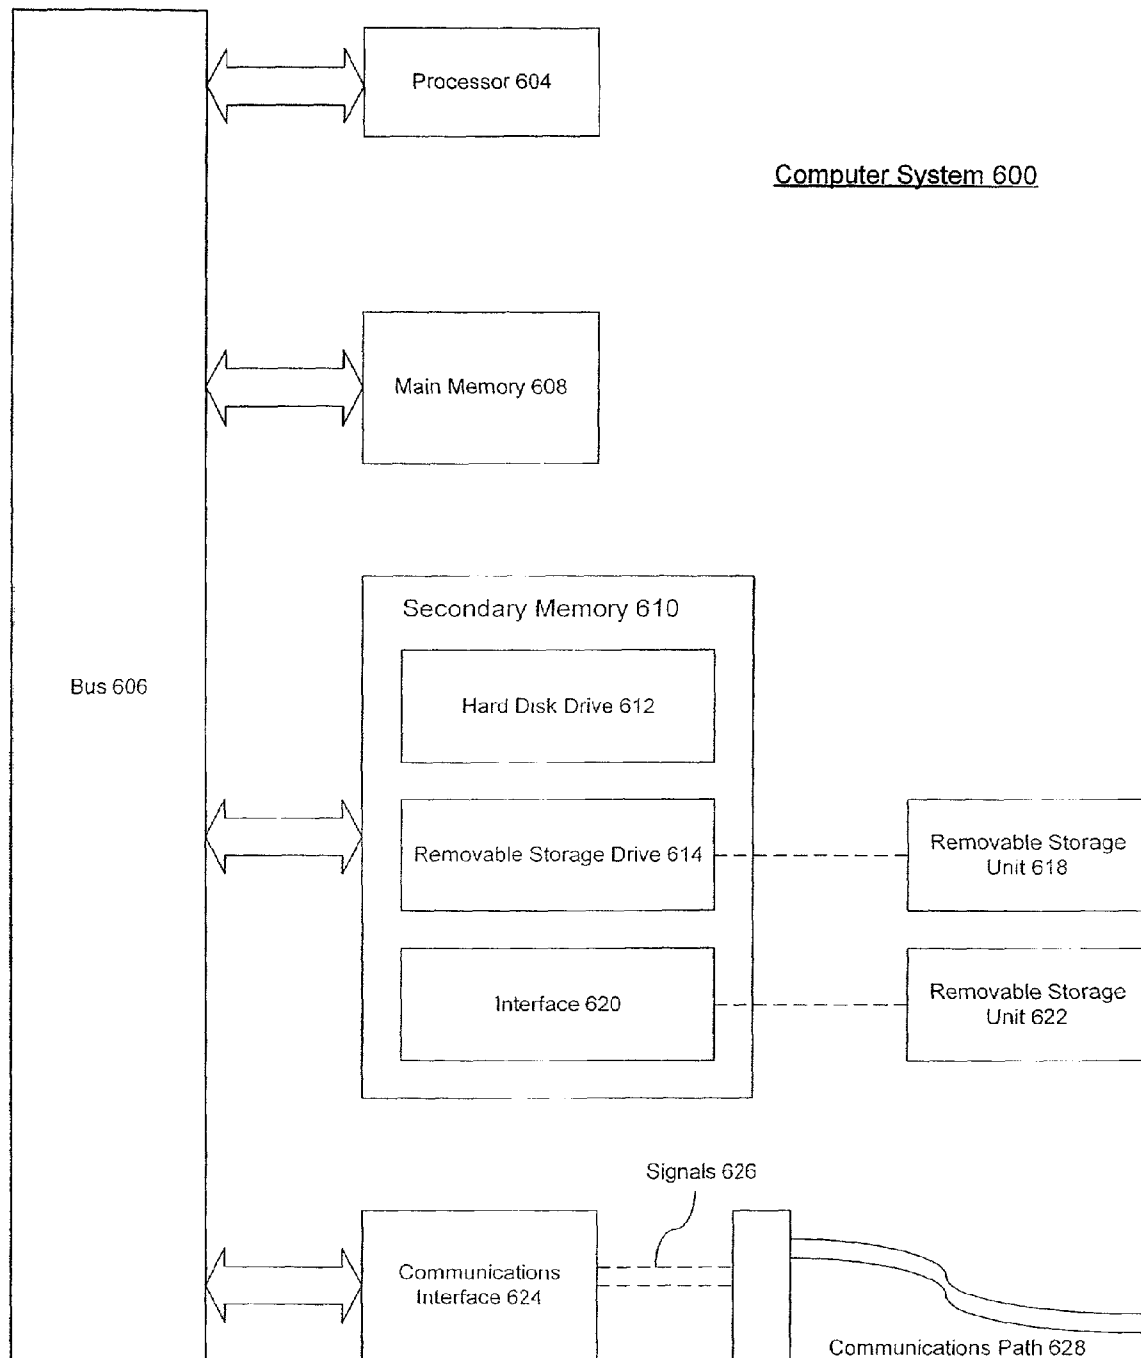 Processor 604
Computer System 600
Main Memory 608
Secondary Memory 610
Bus 606
Hard Disk Drive 612
Removable Storage Drive 614
Removable Storage
Unit 618
Interface 620
Removable Storage
Unit 622
Signals 626
Communications
Interface 624
Communications Path 628